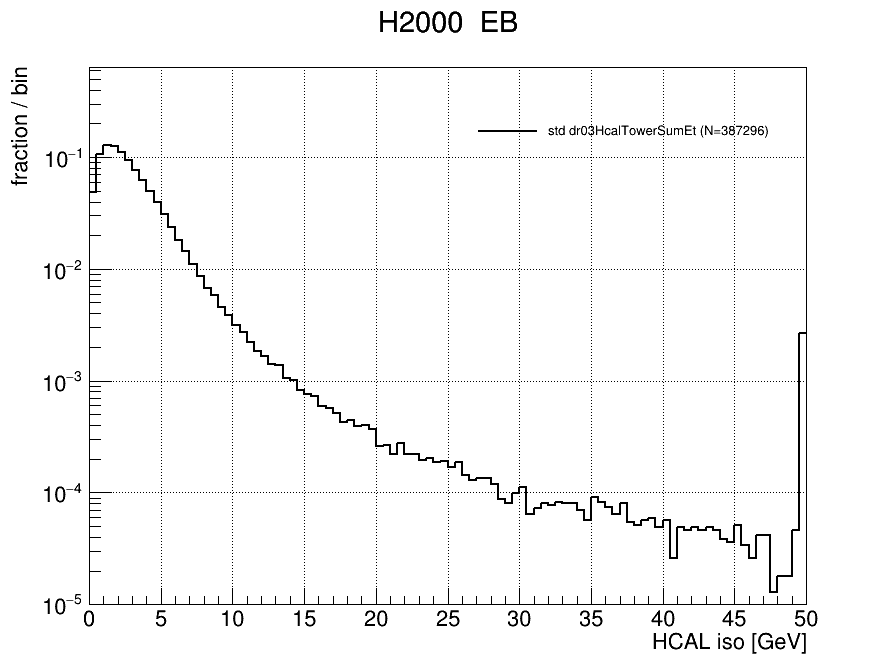 H2000 EB
fraction / bin
std dr03HcalTowerSumEt (N=387296)
10⁻¹
10⁻²
10⁻³
10⁻⁴
10⁻⁵
0 5 10 15 20 25 30 35 40 45 50
HCAL iso [GeV]